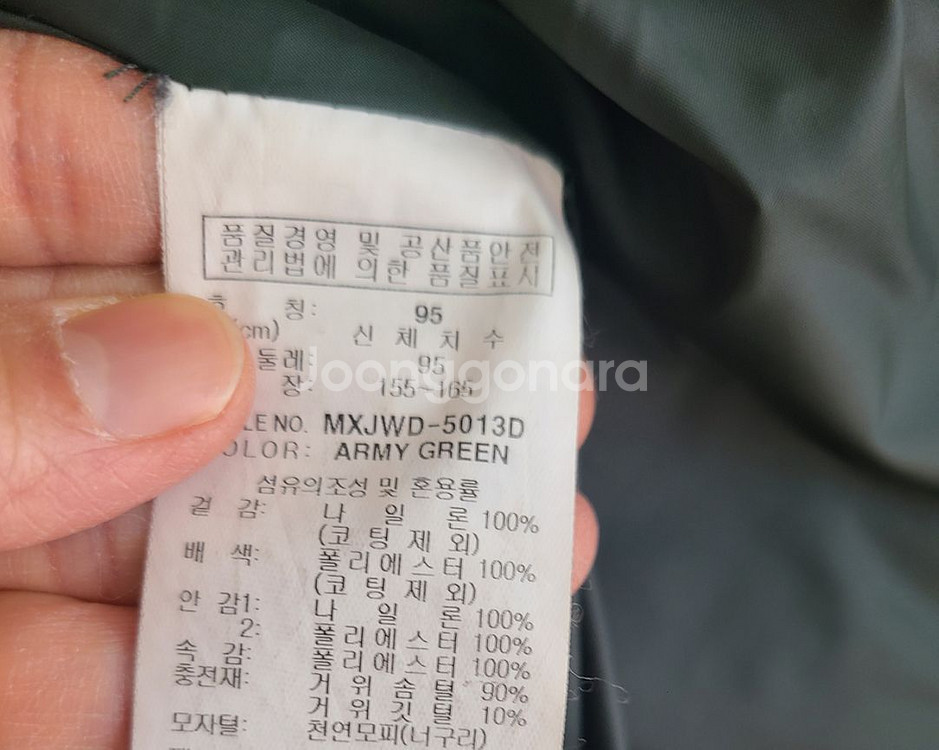 품질경영 및 공산품안전
관리법에 의한 품질표시
칭: 95
(cm) 신체치수
둘레: 95
장: 155~165
LE NO. MXJWD-5013D
OLOR: ARMY GREEN
섬유의조성 및 혼용률
겉 감: 나 일 론 100%
(코 팅 제 외)
배 색: 폴리에스터 100%
(코 팅 제 외)
안 감1: 나 일 론 100%
2: 폴리에스터 100%
속 감: 폴리에스터 100%
충전재: 거 위 솜 털 90%
거 위 깃 털 10%
모자털: 천연모피(너구리)
Joonggonara